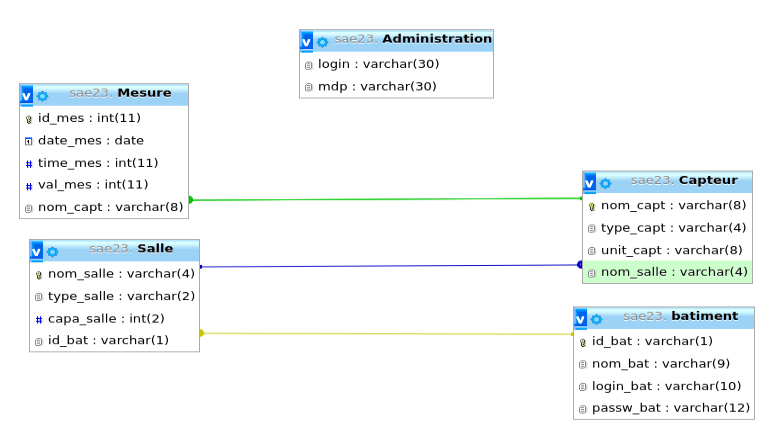 sae23. Administration
login : varchar(30)
mdp : varchar(30)
sae23. Mesure
id_mes : int(11)
date_mes : date
time_mes : int(11)
val_mes : int(11)
nom_capt : varchar(8)
sae23. Capteur
nom_capt : varchar(8)
type_capt : varchar(4)
unit_capt : varchar(8)
nom_salle : varchar(4)
sae23. Salle
nom_salle : varchar(4)
type_salle : varchar(2)
capa_salle : int(2)
id_bat : varchar(1)
sae23. batiment
id_bat : varchar(1)
nom_bat : varchar(9)
login_bat : varchar(10)
passw_bat : varchar(12)